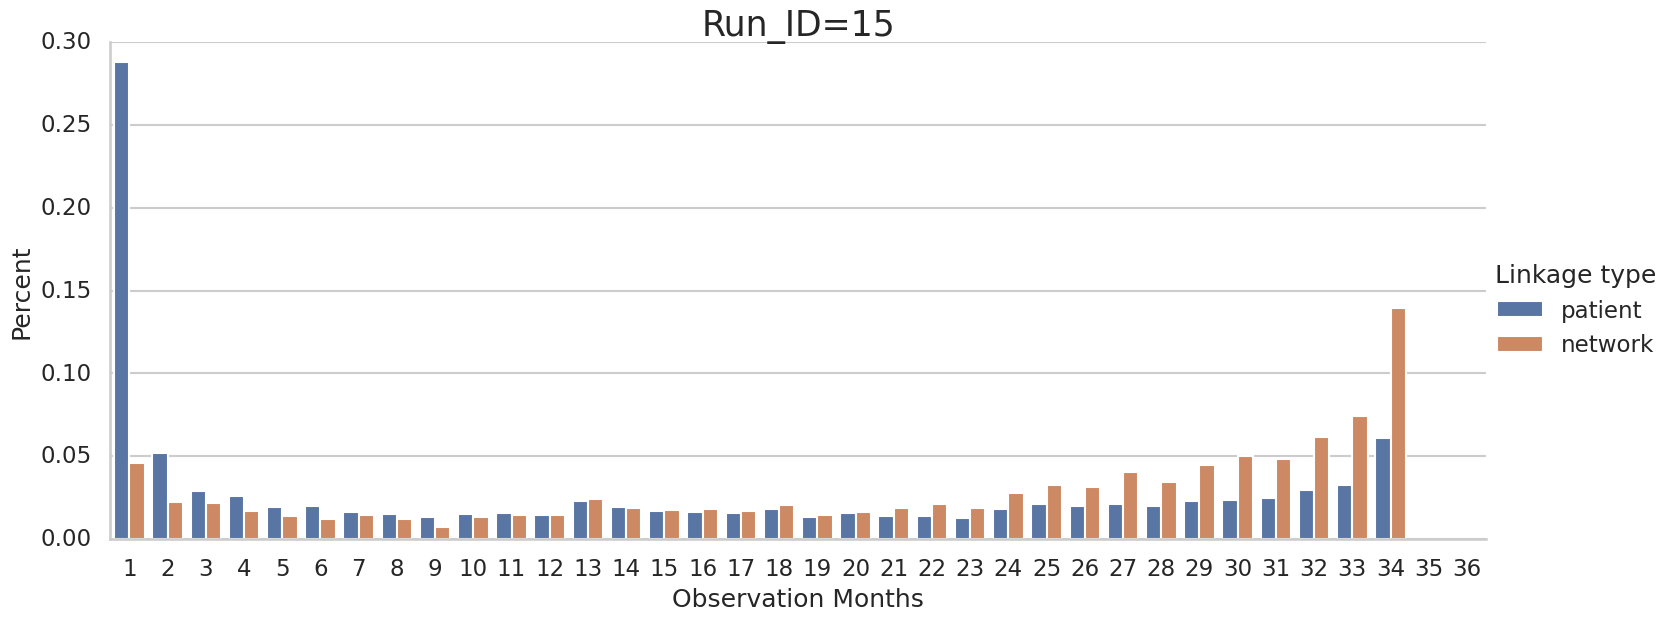 Run_ID=15
0.30
0.25
0.20
0.15
0.10
0.05
0.00
Percent
1 2 3 4 5 6 7 8 9 10 11 12 13 14 15 16 17 18 19 20 21 22 23 24 25 26 27 28 29 30 31 32 33 34 35 36
Observation Months
Linkage type
patient
network